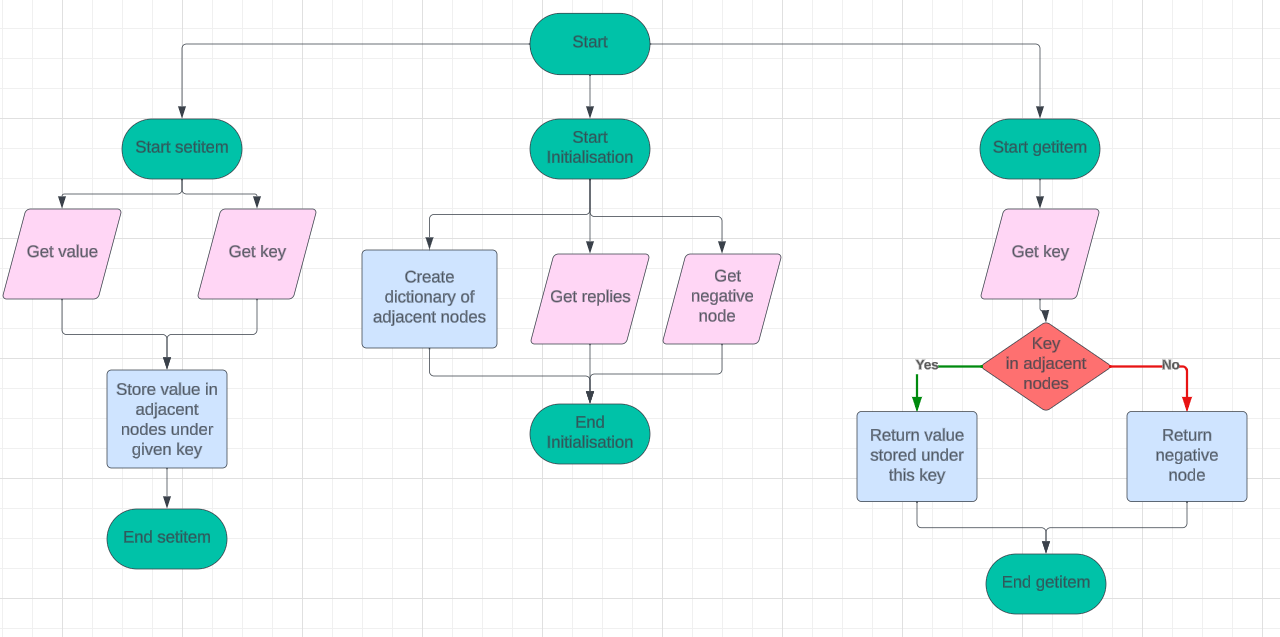 Start
Start setitem
Start
Initialisation
Start getitem
Get value
Get key
Create
dictionary of
adjacent nodes
Get replies
Get
negative
node
Get key
Key
in adjacent
nodes
Yes
No
Store value in
adjacent
nodes under
given key
End
Initialisation
Return value
stored under
this key
Return
negative
node
End setitem
End getitem